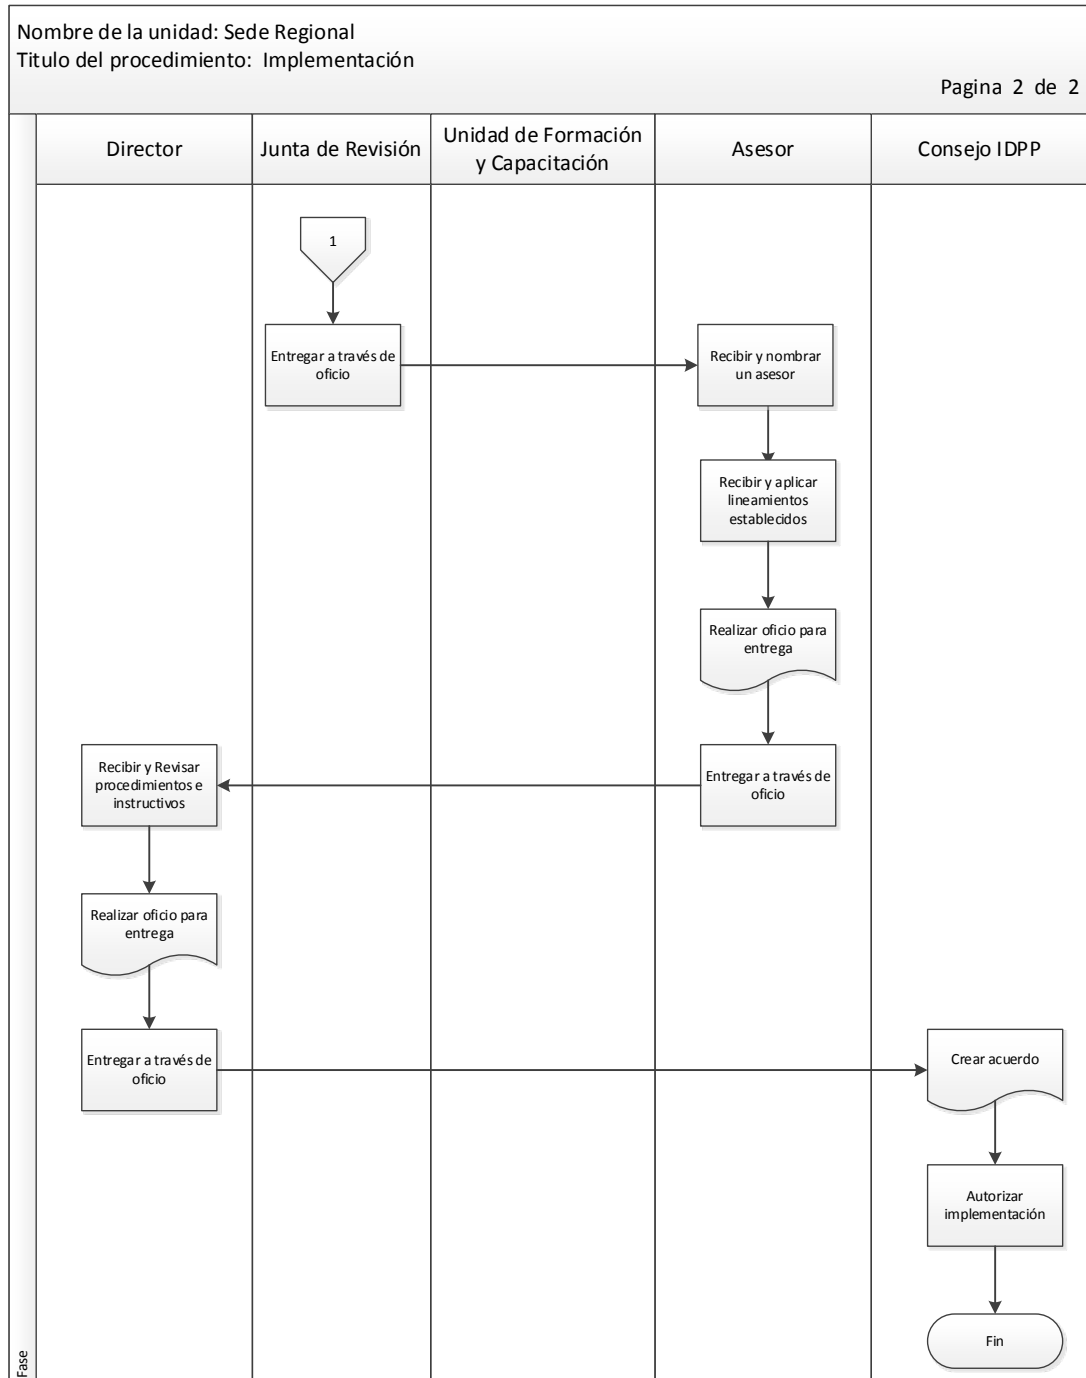 Nombre de la unidad: Sede Regional
Titulo del procedimiento: Implementación
Pagina 2 de 2
Director
Junta de Revisión
Unidad de Formación
y Capacitación
Asesor
Consejo IDPP
1
Entregar a través de
oficio
Recibir y nombrar
un asesor
Recibir y aplicar
lineamientos
establecidos
Realizar oficio para
entrega
Entregar a través de
oficio
Recibir y Revisar
procedimientos e
instructivos
Realizar oficio para
entrega
Entregar a través de
oficio
Crear acuerdo
Autorizar
implementación
Fin
Fase